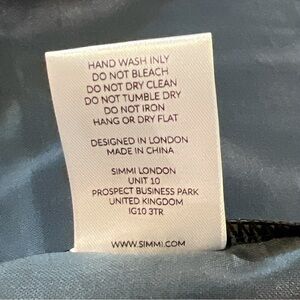 HAND WASH INLY
DO NOT BLEACH
DO NOT DRY CLEAN
DO NOT TUMBLE DRY
DO NOT IRON
HANG OR DRY FLAT
DESIGNED IN LONDON
MADE IN CHINA
SIMMI LONDON
UNIT 10
PROSPECT BUSINESS PARK
UNITED KINGDOM
IG10 3TR
WWW.SIMMI.COM